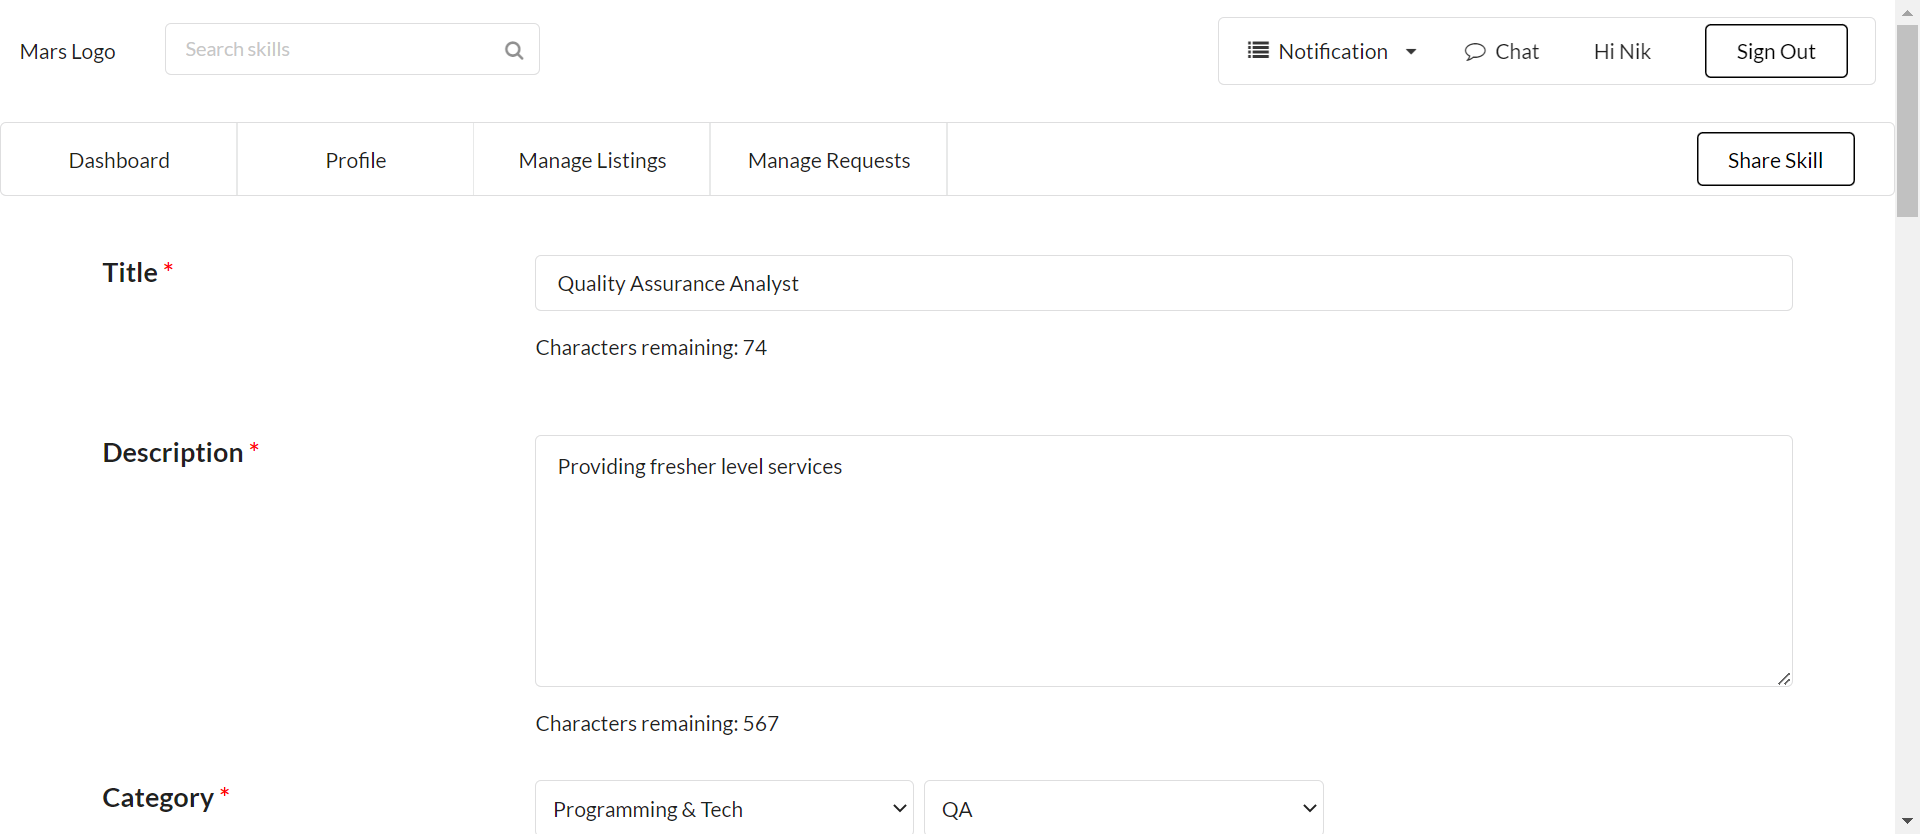 Mars Logo
Search skills
Notification
Chat
Hi Nik
Sign Out
Dashboard
Profile
Manage Listings
Manage Requests
Share Skill
Title *
Quality Assurance Analyst
Characters remaining: 74
Description *
Providing fresher level services
Characters remaining: 567
Category *
Programming & Tech
QA